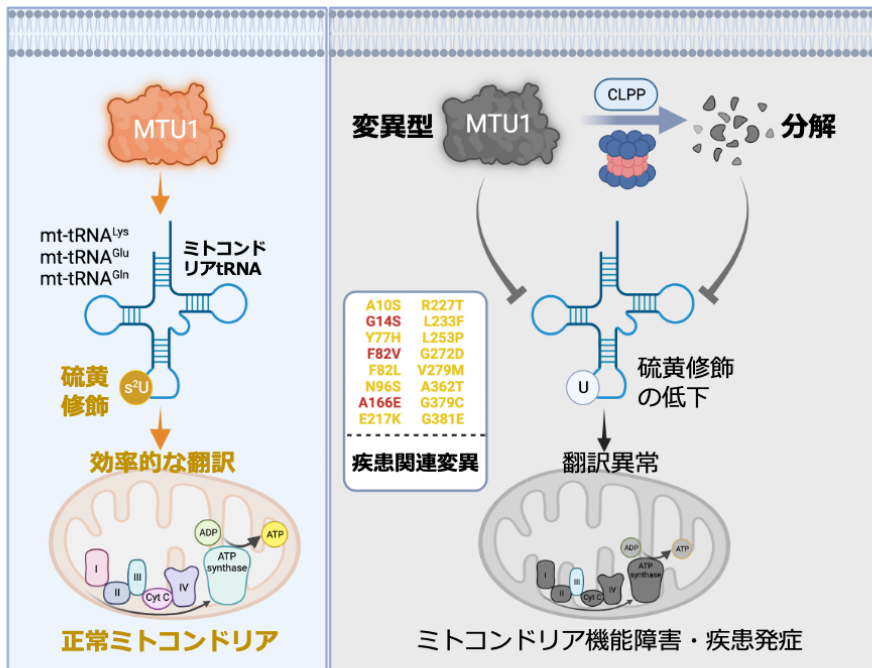 MTU1
mt-tRNA^Lys
mt-tRNA^Glu
mt-tRNA^Gln
ミトコンド
リアtRNA
硫黄
修飾
s²U
効率的な翻訳
ADP
ATP
ATP
synthase
I
II
III
Cyt C
IV
正常ミトコンドリア
変異型
MTU1
CLPP
分解
A10S R227T
G14S L233F
Y77H L253P
F82V G272D
F82L V279M
N96S A362T
A166E G379C
E217K G381E
疾患関連変異
U
硫黄修飾
の低下
翻訳異常
ADP
ATP
ATP
synthase
I
II
III
Cyt C
IV
ミトコンドリア機能障害・疾患発症